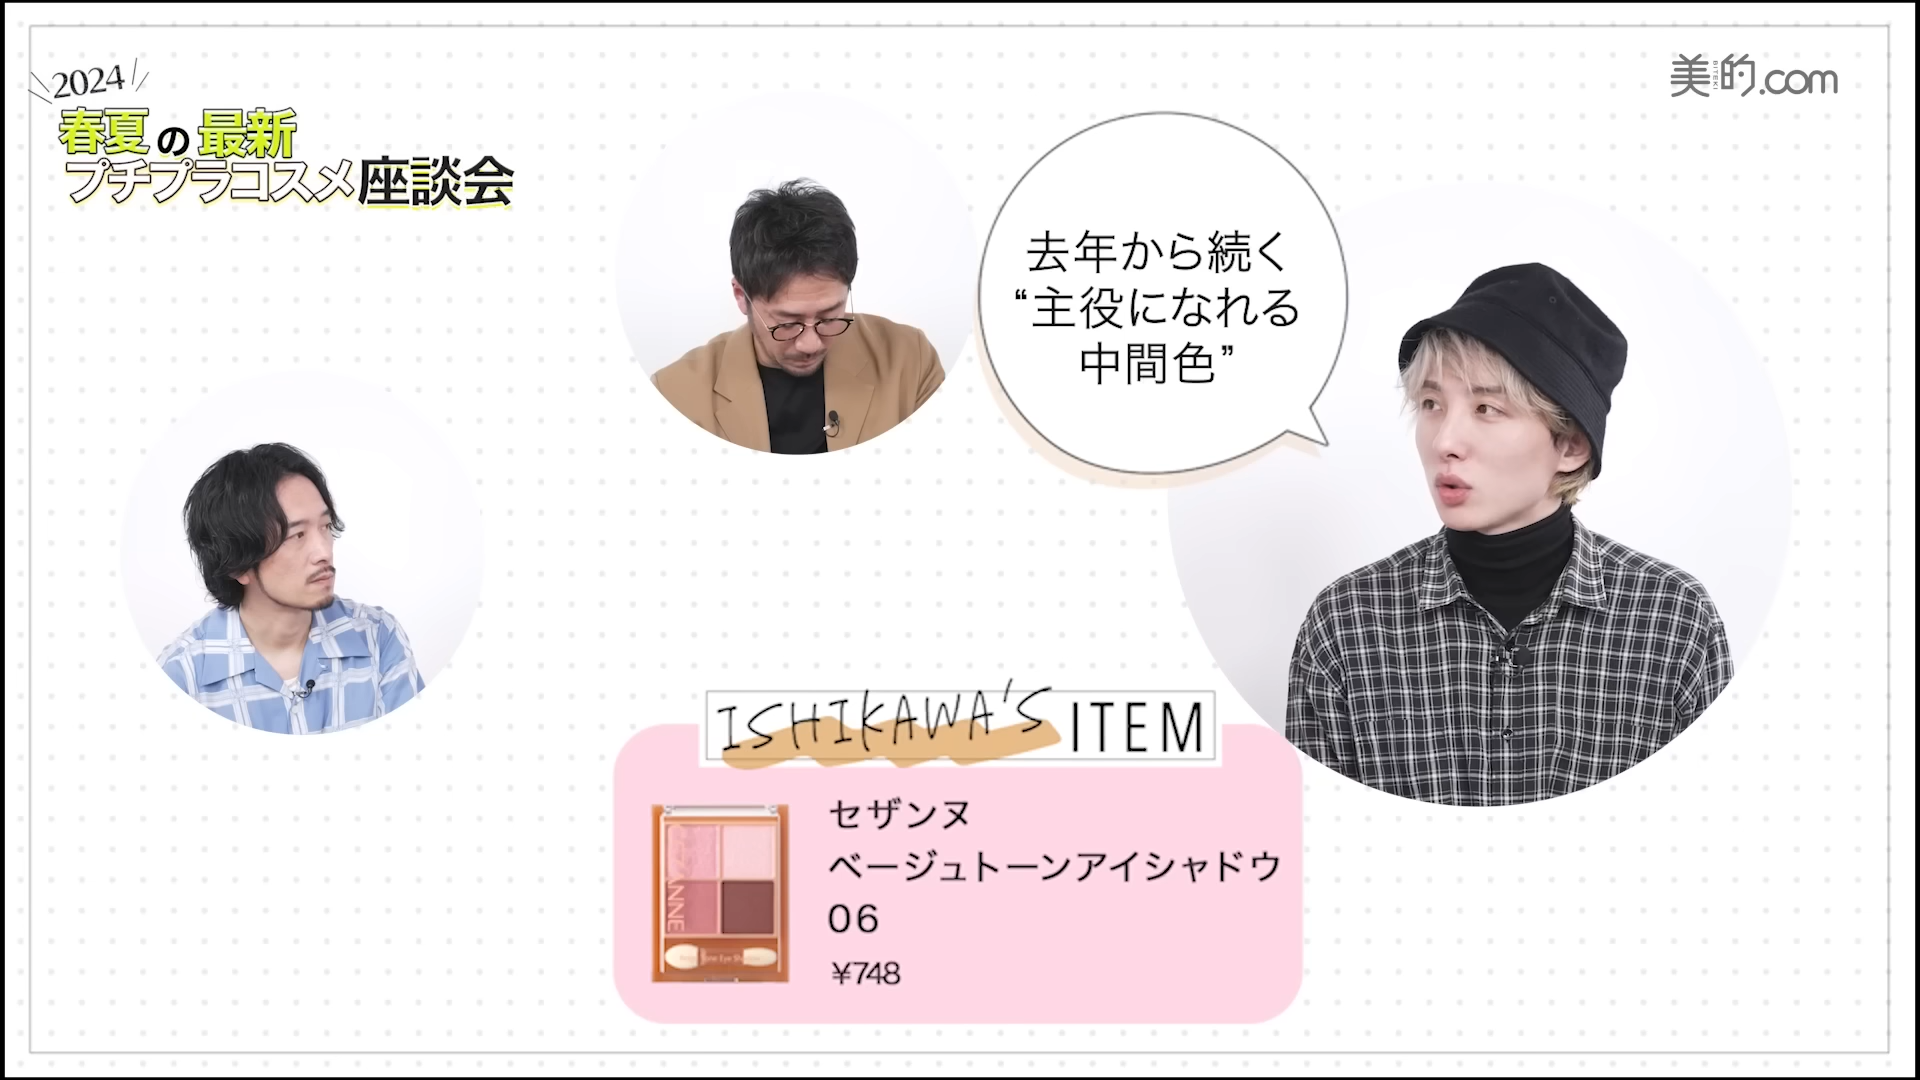 2024
春夏の最新
プチプラコスメ座談会
美的.com
BITEKI
去年から続く
“主役になれる
中間色”
ISHIKAWA'S ITEM
セザンヌ
ベージュトーンアイシャドウ
06
¥748